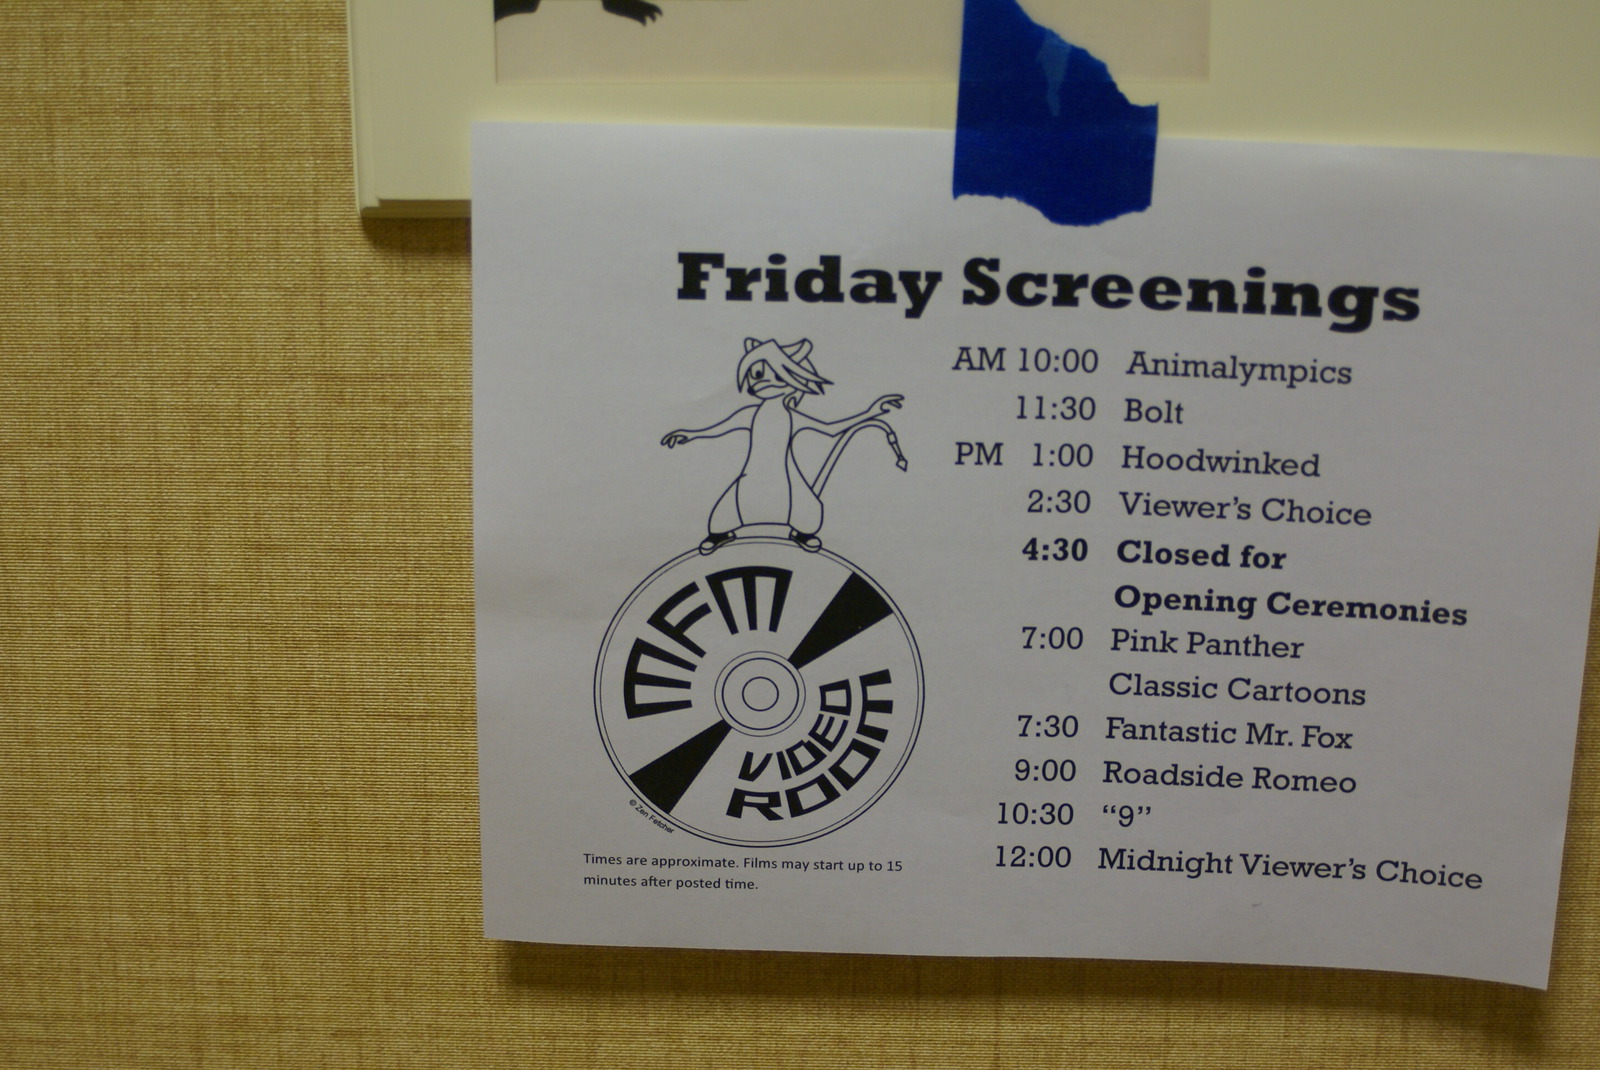 Friday Screenings
AM 10:00 Animalympics
11:30 Bolt
PM 1:00 Hoodwinked
2:30 Viewer's Choice
4:30 Closed for
Opening Ceremonies
7:00 Pink Panther
Classic Cartoons
7:30 Fantastic Mr. Fox
9:00 Roadside Romeo
10:30 “9”
12:00 Midnight Viewer's Choice
MFM
VIDEO
ROOM
© Zen Fetcher
Times are approximate. Films may start up to 15
minutes after posted time.